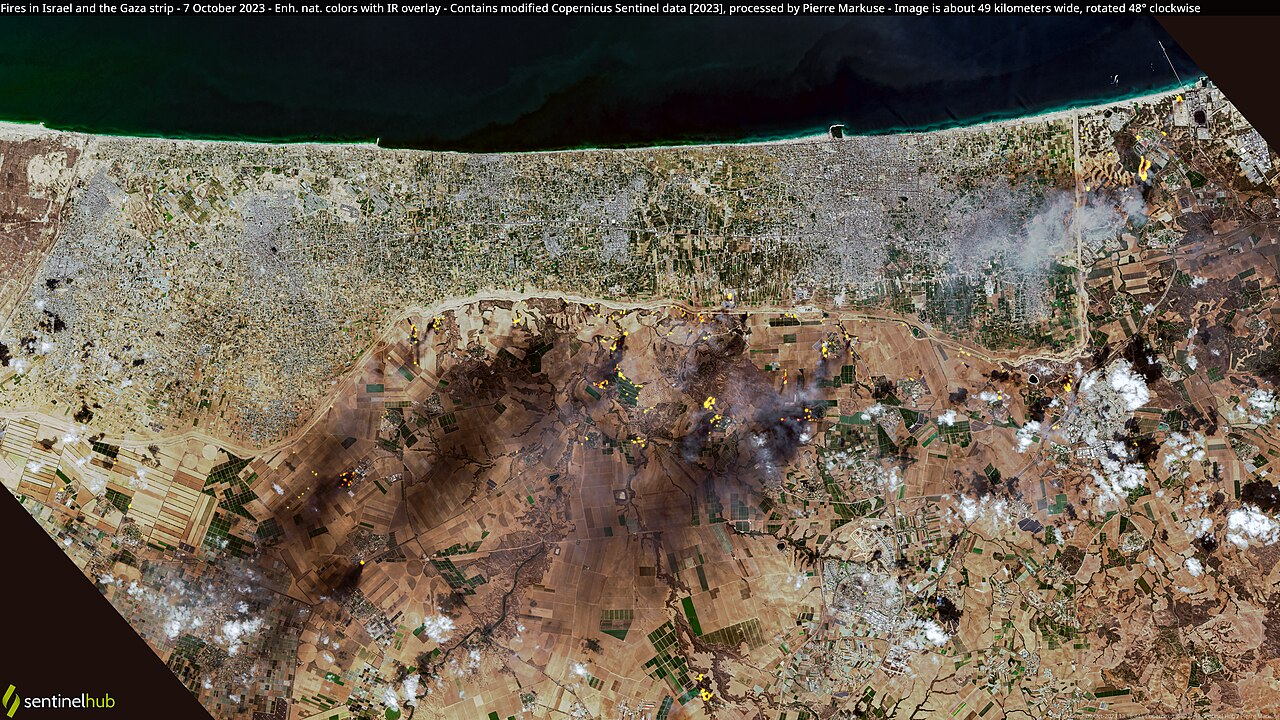 Fires in Israel and the Gaza strip - 7 October 2023 - Enh. nat. colors with IR overlay - Contains modified Copernicus Sentinel data [2023], processed by Pierre Markuse - Image is about 49 kilometers wide, rotated 48° clockwise
sentinelhub